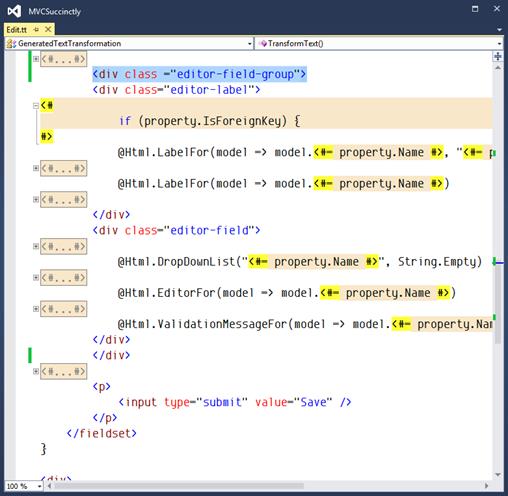 MVCSuccinctly
Edit.tt
GeneratedTextTransformation TransformText()
<#...#>
<div class ="editor-field-group">
<div class="editor-label">
<#
if (property.IsForeignKey) {
#>
@Html.LabelFor(model => model.<#= property.Name #>, "<#=
<#...#>
@Html.LabelFor(model => model.<#= property.Name #>)
<#...#>
</div>
<div class="editor-field">
<#...#>
@Html.DropDownList("<#= property.Name #>", String.Empty)
<#...#>
@Html.EditorFor(model => model.<#= property.Name #>)
<#...#>
@Html.ValidationMessageFor(model => model.<#= property.Nam
</div>
</div>
<#...#>
<p>
<input type="submit" value="Save" />
</p>
</fieldset>
}
<div>
100 %